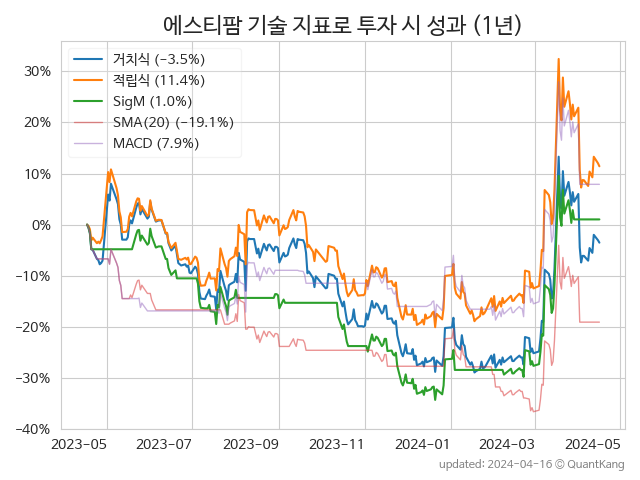 에스티팜 기술 지표로 투자 시 성과 (1년)
거치식 (−3.5%)
적립식 (11.4%)
SigM (1.0%)
SMA(20) (−19.1%)
MACD (7.9%)
30%
20%
10%
0%
−10%
−20%
−30%
−40%
2023−05 2023−07 2023−09 2023−11 2024−01 2024−03 2024−05
updated: 2024−04−16 © QuantKang